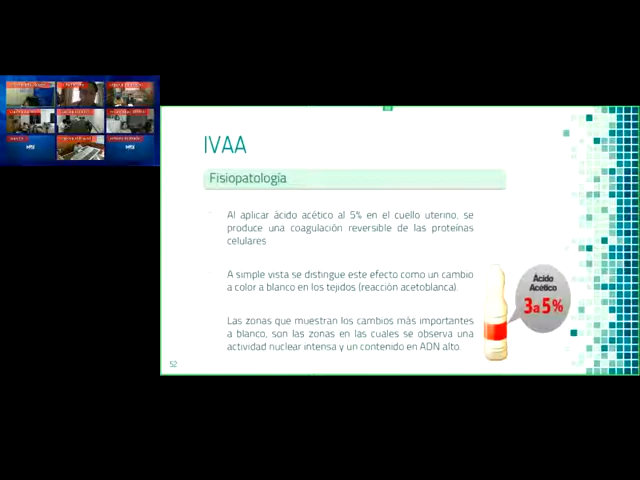 IVAA
Fisiopatología
Al aplicar ácido acético al 5% en el cuello uterino, se
produce una coagulación reversible de las proteínas
celulares
A simple vista se distingue este efecto como un cambio
a color a blanco en los tejidos (reacción acetoblanca).
Las zonas que muestran los cambios más importantes
a blanco, son las zonas en las cuales se observa una
actividad nuclear intensa y un contenido en ADN alto.
Ácido
Acético
3a5%
52